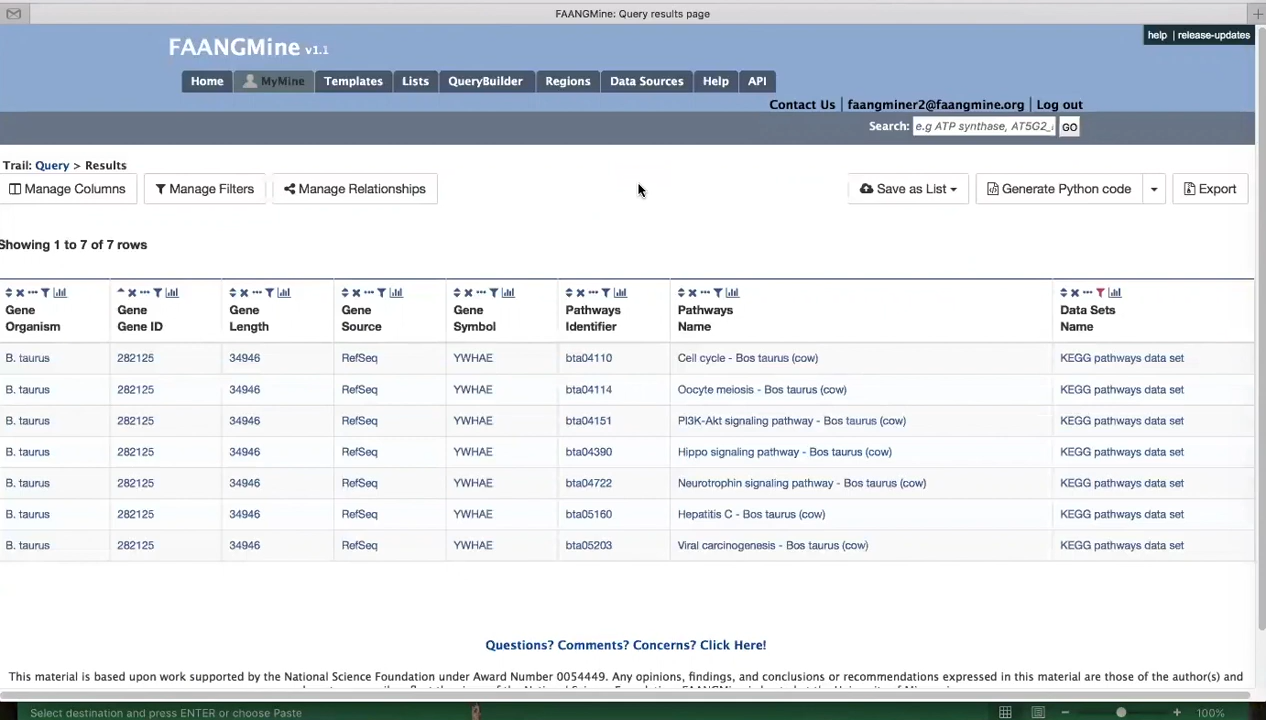 FAANGMine: Query results page
help | release-updates
FAANGMine v1.1
Home MyMine Templates Lists QueryBuilder Regions Data Sources Help API
Contact Us | faangminer2@faangmine.org | Log out
Search: e.g ATP synthase, AT5G2_ GO
Trail: Query > Results
Manage Columns Manage Filters Manage Relationships Save as List Generate Python code Export
Showing 1 to 7 of 7 rows
Gene Organism Gene Gene ID Gene Length Gene Source Gene Symbol Pathways Identifier Pathways Name Data Sets Name
B. taurus 282125 34946 RefSeq YWHAE bta04110 Cell cycle - Bos taurus (cow) KEGG pathways data set
B. taurus 282125 34946 RefSeq YWHAE bta04114 Oocyte meiosis - Bos taurus (cow) KEGG pathways data set
B. taurus 282125 34946 RefSeq YWHAE bta04151 PI3K-Akt signaling pathway - Bos taurus (cow) KEGG pathways data set
B. taurus 282125 34946 RefSeq YWHAE bta04390 Hippo signaling pathway - Bos taurus (cow) KEGG pathways data set
B. taurus 282125 34946 RefSeq YWHAE bta04722 Neurotrophin signaling pathway - Bos taurus (cow) KEGG pathways data set
B. taurus 282125 34946 RefSeq YWHAE bta05160 Hepatitis C - Bos taurus (cow) KEGG pathways data set
B. taurus 282125 34946 RefSeq YWHAE bta05203 Viral carcinogenesis - Bos taurus (cow) KEGG pathways data set
Questions? Comments? Concerns? Click Here!
This material is based upon work supported by the National Science Foundation under Award Number 0054449. Any opinions, findings, and conclusions or recommendations expressed in this material are those of the author(s) and
Select destination and press ENTER or choose Paste 100%